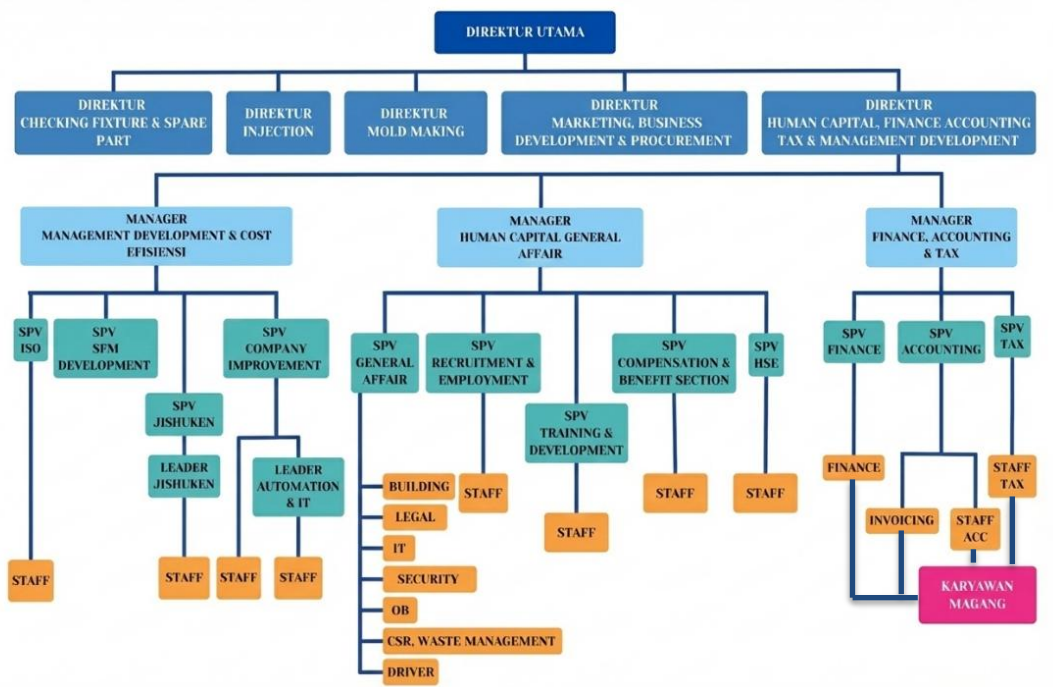 DIREKTUR UTAMA
DIREKTUR
CHECKING FIXTURE & SPARE
PART
DIREKTUR
INJECTION
DIREKTUR
MOLD MAKING
DIREKTUR
MARKETING, BUSINESS
DEVELOPMENT & PROCUREMENT
DIREKTUR
HUMAN CAPITAL, FINANCE ACCOUNTING
TAX & MANAGEMENT DEVELOPMENT
MANAGER
MANAGEMENT DEVELOPMENT & COST
EFISIENSI
MANAGER
HUMAN CAPITAL GENERAL
AFFAIR
MANAGER
FINANCE, ACCOUNTING
& TAX
SPV
ISO
SPV
SFM
DEVELOPMENT
SPV
COMPANY
IMPROVEMENT
SPV
JISHUKEN
LEADER
JISHUKEN
LEADER
AUTOMATION
& IT
STAFF
STAFF
STAFF
STAFF
SPV
GENERAL
AFFAIR
SPV
RECRUITMENT &
EMPLOYMENT
SPV
TRAINING &
DEVELOPMENT
SPV
COMPENSATION &
BENEFIT SECTION
SPV
HSE
BUILDING
LEGAL
IT
SECURITY
OB
CSR, WASTE MANAGEMENT
DRIVER
STAFF
STAFF
STAFF
STAFF
SPV
FINANCE
SPV
ACCOUNTING
SPV
TAX
FINANCE
INVOICING
STAFF
ACC
STAFF
TAX
KARYAWAN
MAGANG